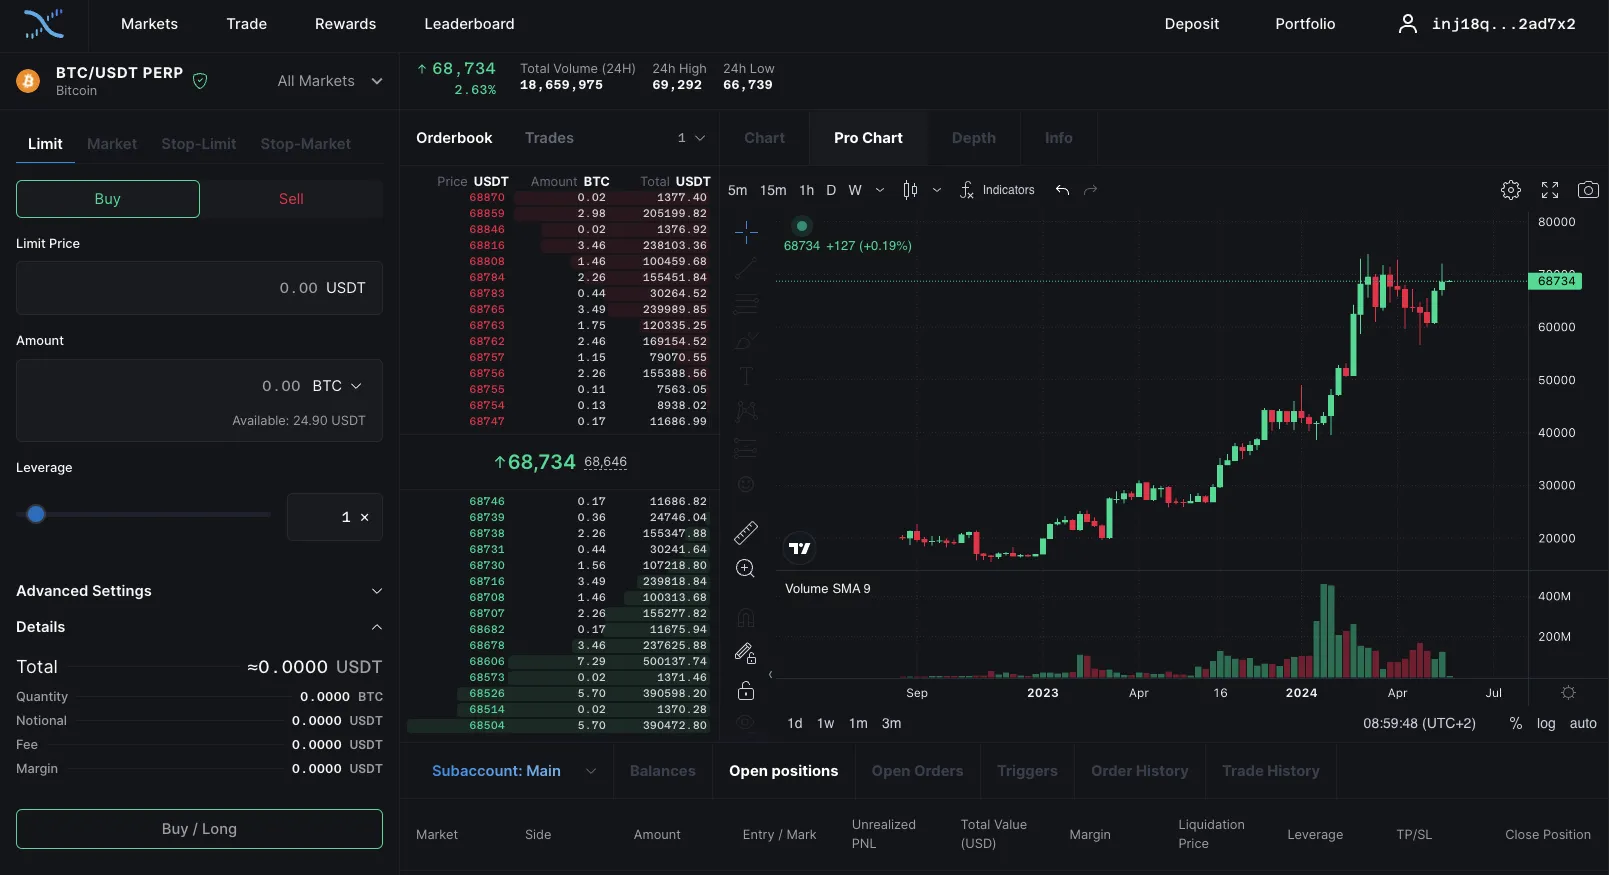 Markets Trade Rewards Leaderboard Deposit Portfolio inj18q...2ad7x2
BTC/USDT PERP
Bitcoin
All Markets
↑ 68,734
2.63%
Total Volume (24H)
18,659,975
24h High
69,292
24h Low
66,739
Limit Market Stop-Limit Stop-Market
Buy Sell
Limit Price
0.00 USDT
Amount
0.00 BTC
Available: 24.90 USDT
Leverage
1 ×
Advanced Settings
Details
Total ≈0.0000 USDT
Quantity 0.0000 BTC
Notional 0.0000 USDT
Fee 0.0000 USDT
Margin 0.0000 USDT
Buy / Long
Orderbook Trades 1
Price USDT Amount BTC Total USDT
68870 0.02 1377.40
68859 2.98 205199.82
68846 0.02 1376.92
68816 3.46 238103.36
68808 1.46 100459.68
68784 2.26 155451.84
68783 0.44 30264.52
68765 3.49 239989.85
68763 1.75 120335.25
68762 2.46 169154.52
68757 1.15 79070.55
68756 2.26 155388.56
68755 0.11 7563.05
68754 0.13 8938.02
68747 0.17 11686.99
↑68,734 68,646
68746 0.17 11686.82
68739 0.36 24746.04
68738 2.26 155347.88
68731 0.44 30241.64
68730 1.56 107218.80
68716 3.49 239818.84
68708 1.46 100313.68
68707 2.26 155277.82
68682 0.17 11675.94
68678 3.46 237625.88
68606 7.29 500137.74
68573 0.02 1371.46
68526 5.70 390598.20
68514 0.02 1370.28
68504 5.70 390472.80
Chart Pro Chart Depth Info
5m 15m 1h D W Indicators
68734 +127 (+0.19%)
80000
70000
68734
60000
50000
40000
30000
20000
Volume SMA 9
400M
200M
Sep 2023 Apr 16 2024 Apr Jul
1d 1w 1m 3m 08:59:48 (UTC+2) % log auto
Subaccount: Main Balances Open positions Open Orders Triggers Order History Trade History
Market Side Amount Entry / Mark Unrealized PNL Total Value (USD) Margin Liquidation Price Leverage TP/SL Close Position